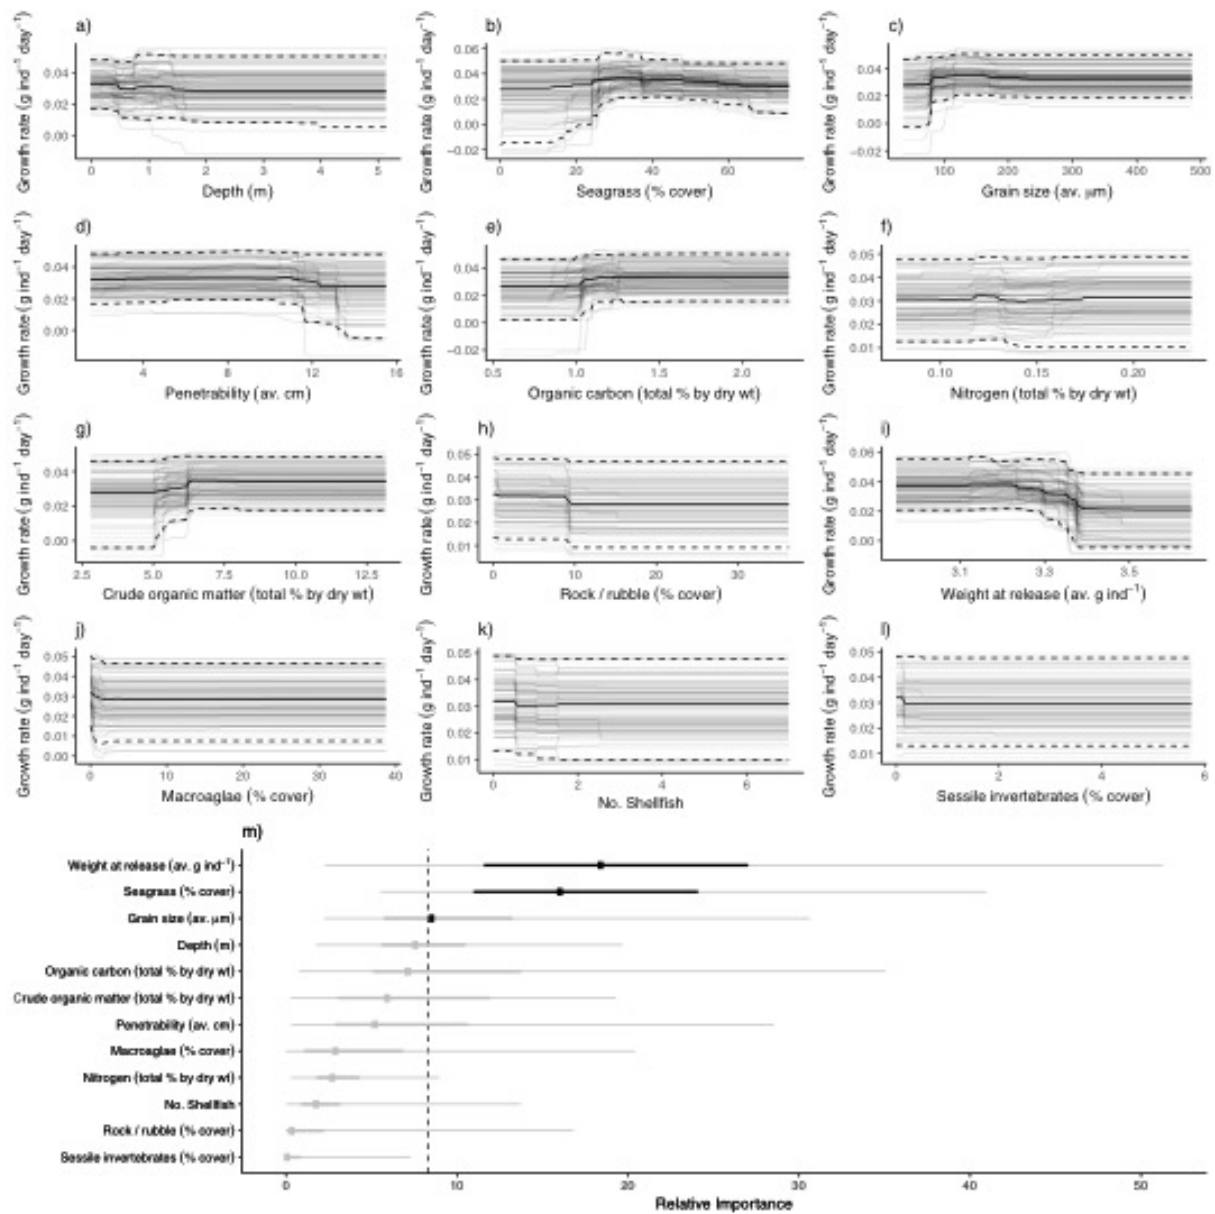 a)
Growth rate (g ind⁻¹ day⁻¹)
0.04
0.02
0.00
0 1 2 3 4 5
Depth (m)
b)
Growth rate (g ind⁻¹ day⁻¹)
0.06
0.04
0.02
0.00
−0.02
0 20 40 60
Seagrass (% cover)
c)
Growth rate (g ind⁻¹ day⁻¹)
0.04
0.02
0.00
−0.02
100 200 300 400 500
Grain size (av. μm)
d)
Growth rate (g ind⁻¹ day⁻¹)
0.04
0.02
0.00
4 8 12 16
Penetrability (av. cm)
e)
Growth rate (g ind⁻¹ day⁻¹)
0.04
0.02
0.00
−0.02
0.5 1.0 1.5 2.0
Organic carbon (total % by dry wt)
f)
Growth rate (g ind⁻¹ day⁻¹)
0.05
0.04
0.03
0.02
0.01
0.10 0.15 0.20
Nitrogen (total % by dry wt)
g)
Growth rate (g ind⁻¹ day⁻¹)
0.04
0.02
0.00
2.5 5.0 7.5 10.0 12.5
Crude organic matter (total % by dry wt)
h)
Growth rate (g ind⁻¹ day⁻¹)
0.05
0.04
0.03
0.02
0.01
0 10 20 30
Rock / rubble (% cover)
i)
Growth rate (g ind⁻¹ day⁻¹)
0.06
0.04
0.02
0.00
3.1 3.3 3.5
Weight at release (av. g ind⁻¹)
j)
Growth rate (g ind⁻¹ day⁻¹)
0.05
0.04
0.03
0.02
0.01
0.00
0 10 20 30 40
Macroaglae (% cover)
k)
Growth rate (g ind⁻¹ day⁻¹)
0.05
0.04
0.03
0.02
0.01
0 2 4 6
No. Shellfish
l)
Growth rate (g ind⁻¹ day⁻¹)
0.05
0.04
0.03
0.02
0.01
0 2 4 6
Sessile invertebrates (% cover)
m)
Weight at release (av. g ind⁻¹)
Seagrass (% cover)
Grain size (av. μm)
Depth (m)
Organic carbon (total % by dry wt)
Crude organic matter (total % by dry wt)
Penetrability (av. cm)
Macroaglae (% cover)
Nitrogen (total % by dry wt)
No. Shellfish
Rock / rubble (% cover)
Sessile invertebrates (% cover)
0 10 20 30 40 50
Relative Importance